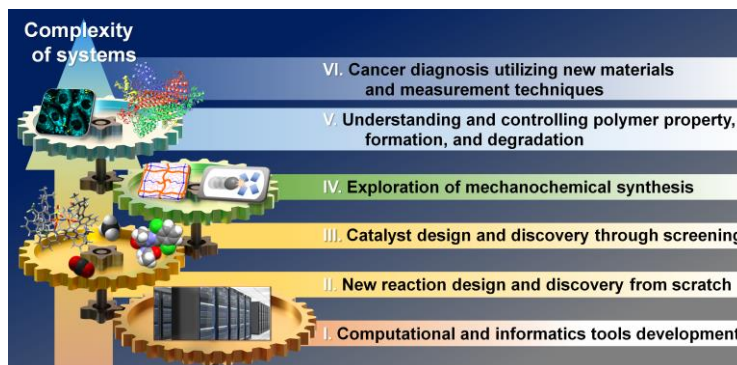 Complexity
of systems
VI. Cancer diagnosis utilizing new materials
and measurement techniques
V. Understanding and controlling polymer property,
formation, and degradation
IV. Exploration of mechanochemical synthesis
III. Catalyst design and discovery through screening
II. New reaction design and discovery from scratch
I. Computational and informatics tools development